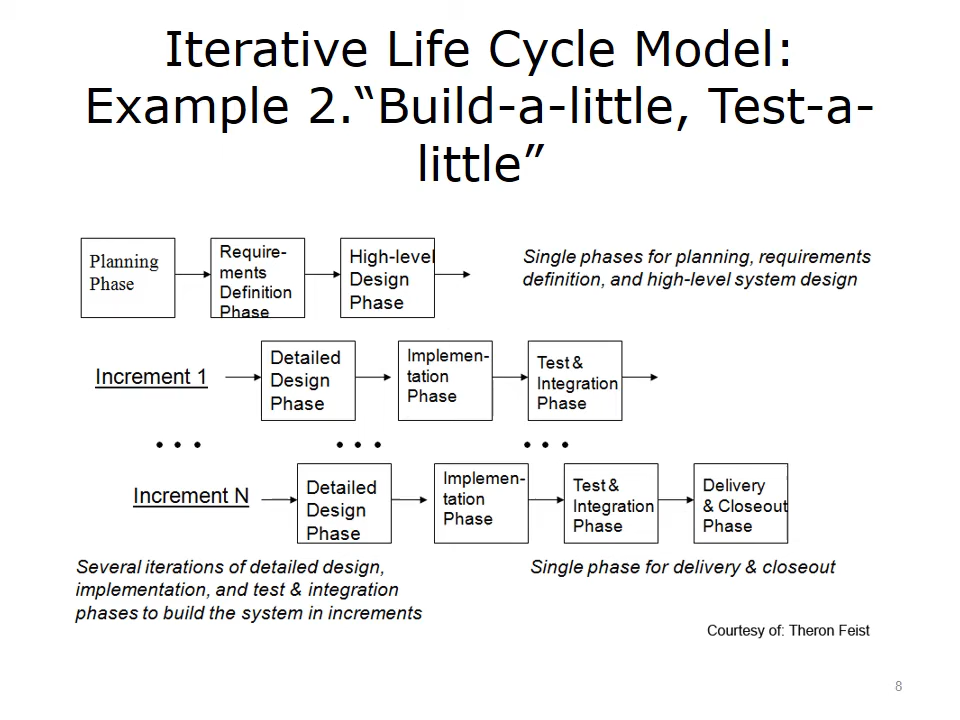 Iterative Life Cycle Model:
Example 2.“Build-a-little, Test-a-
little”
Planning
Phase
Require-
ments
Definition
Phase
High-level
Design
Phase
Single phases for planning, requirements
definition, and high-level system design
Increment 1
Detailed
Design
Phase
Implemen-
tation
Phase
Test &
Integration
Phase
• • •
• • •
• • •
Increment N
Detailed
Design
Phase
Implemen-
tation
Phase
Test &
Integration
Phase
Delivery
& Closeout
Phase
Several iterations of detailed design,
implementation, and test & integration
phases to build the system in increments
Single phase for delivery & closeout
Courtesy of: Theron Feist
8